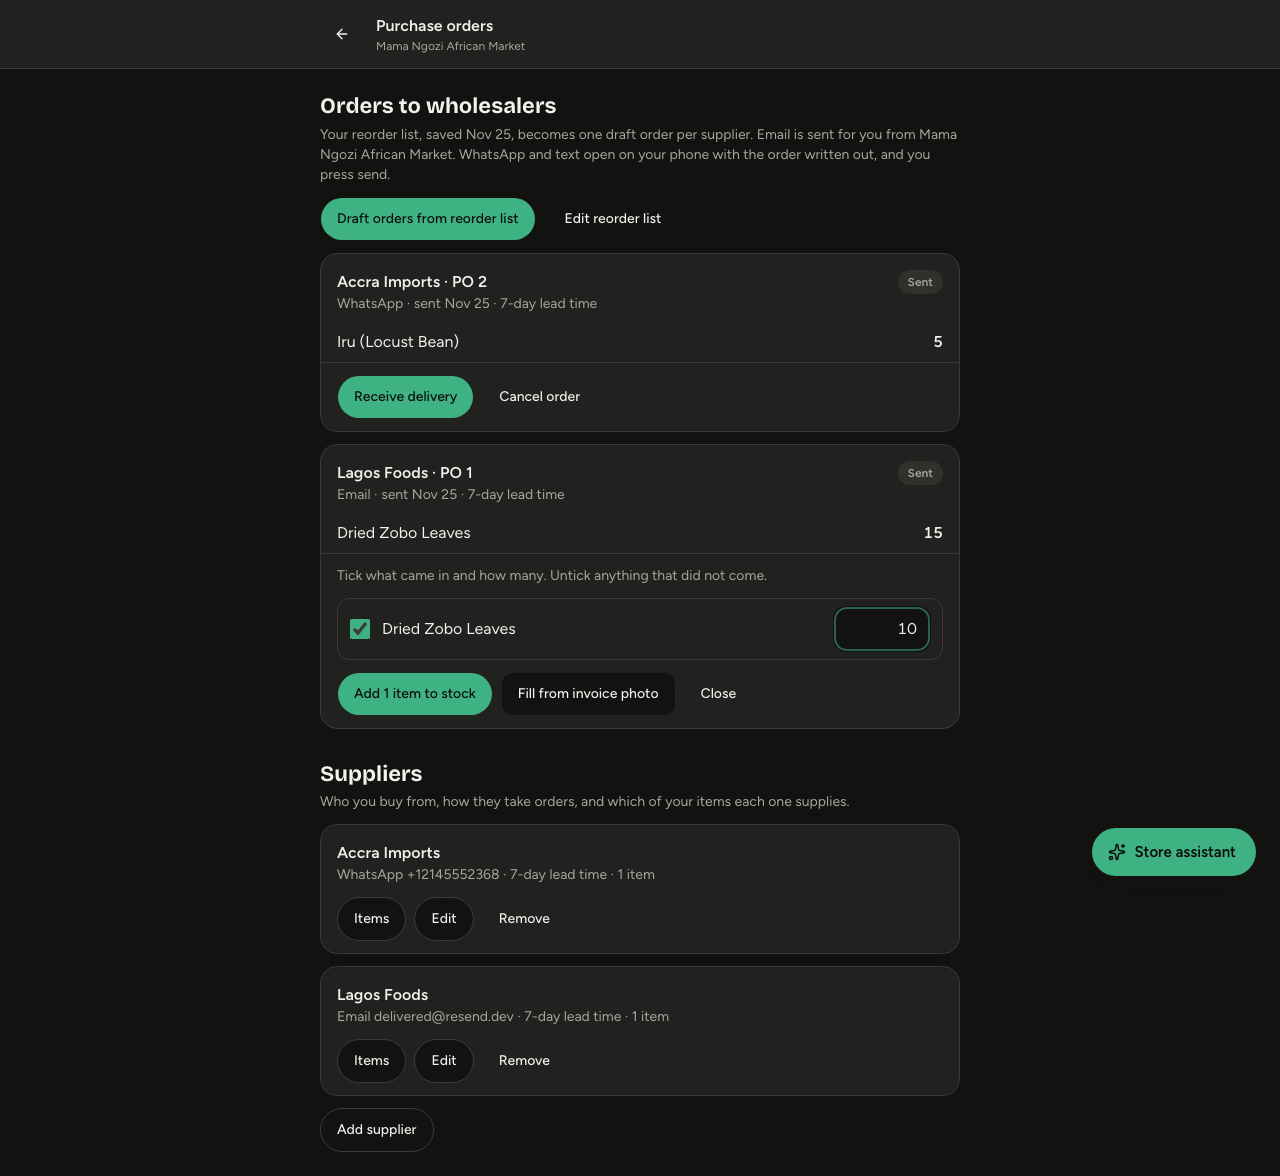 Purchase orders
Mama Ngozi African Market
Orders to wholesalers
Your reorder list, saved Nov 25, becomes one draft order per supplier. Email is sent for you from Mama
Ngozi African Market. WhatsApp and text open on your phone with the order written out, and you
press send.
Draft orders from reorder list
Edit reorder list
Accra Imports · PO 2
Sent
WhatsApp · sent Nov 25 · 7-day lead time
Iru (Locust Bean)
5
Receive delivery
Cancel order
Lagos Foods · PO 1
Sent
Email · sent Nov 25 · 7-day lead time
Dried Zobo Leaves
15
Tick what came in and how many. Untick anything that did not come.
Dried Zobo Leaves
10
Add 1 item to stock
Fill from invoice photo
Close
Suppliers
Who you buy from, how they take orders, and which of your items each one supplies.
Accra Imports
WhatsApp +12145552368 · 7-day lead time · 1 item
Items
Edit
Remove
Store assistant
Lagos Foods
Email delivered@resend.dev · 7-day lead time · 1 item
Items
Edit
Remove
Add supplier